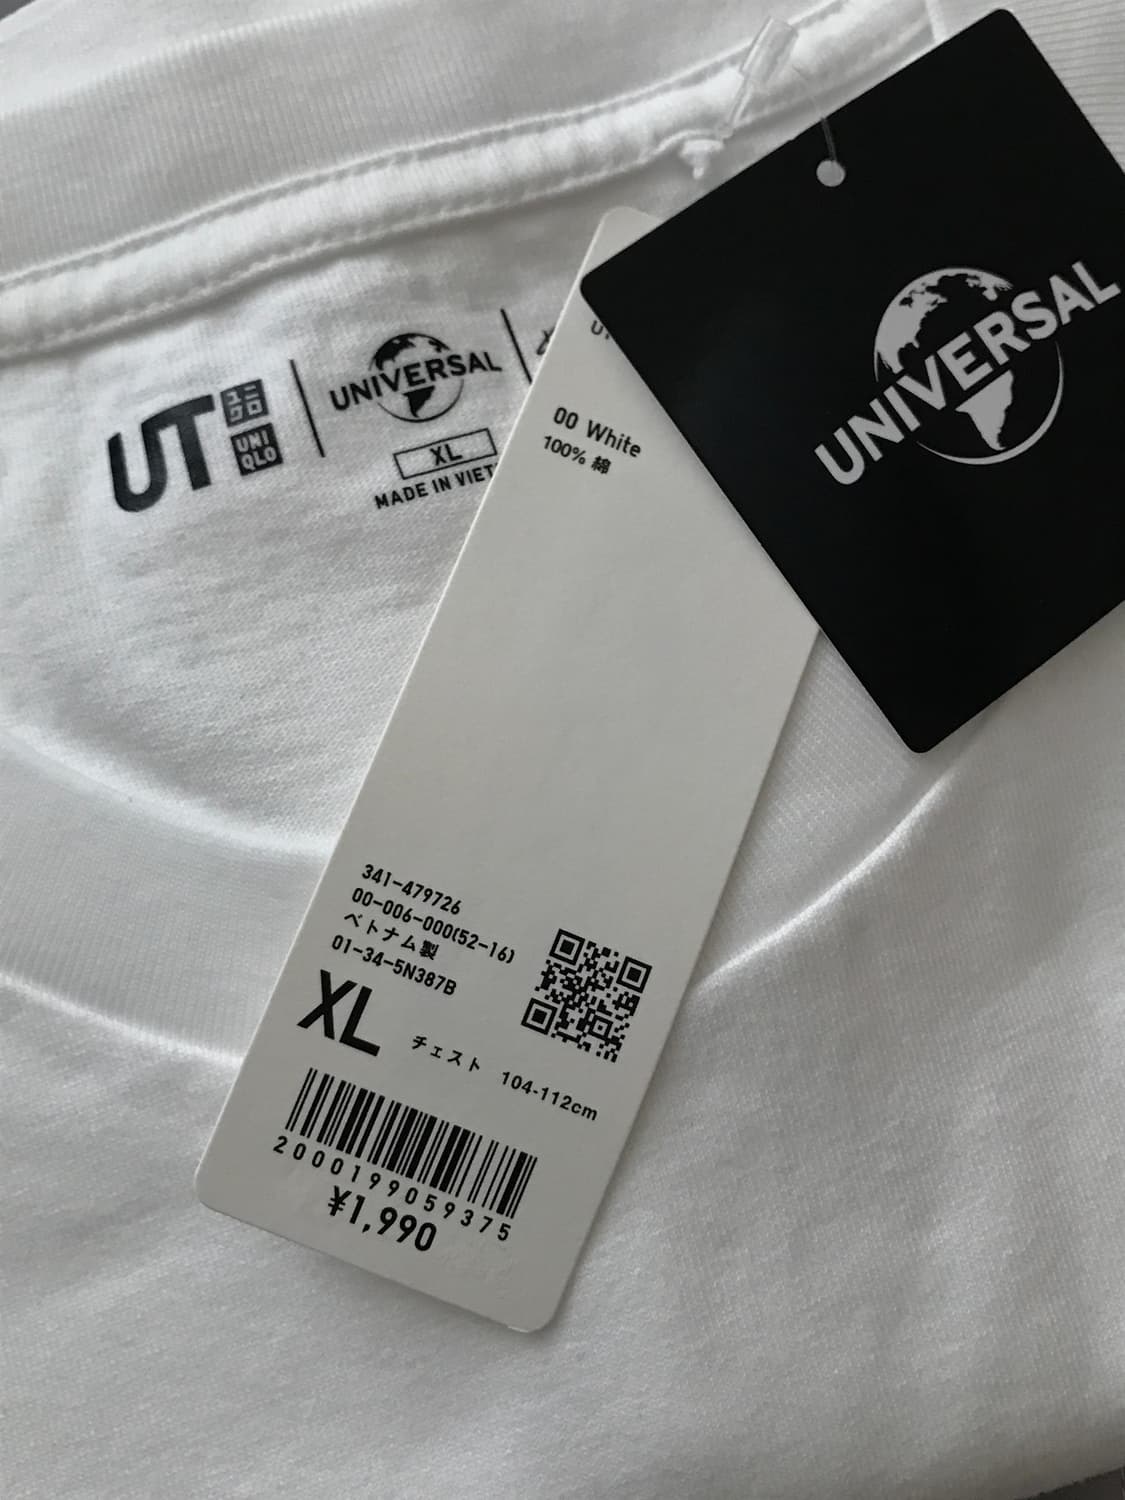 UT
ユニ
クロ
UNI
QLO
UNIVERSAL
XL
MADE IN VIET
UNIVERSAL
00 White
100% 綿
341-479726
00-006-000(52-16)
ベトナム製
01-34-5N387B
XL チェスト 104-112cm
2000199059375
¥1,990